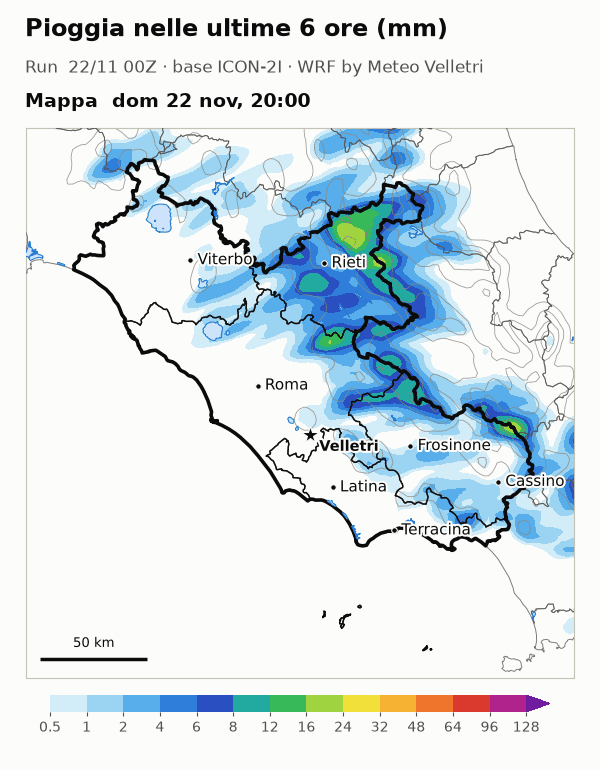 Pioggia nelle ultime 6 ore (mm)
Run  22/11 00Z · base ICON-2I · WRF by Meteo Velletri
Mappa  dom 22 nov, 20:00
Viterbo
Rieti
Roma
Velletri
Frosinone
Latina
Cassino
Terracina
50 km
0.5 1 2 4 6 8 12 16 24 32 48 64 96 128